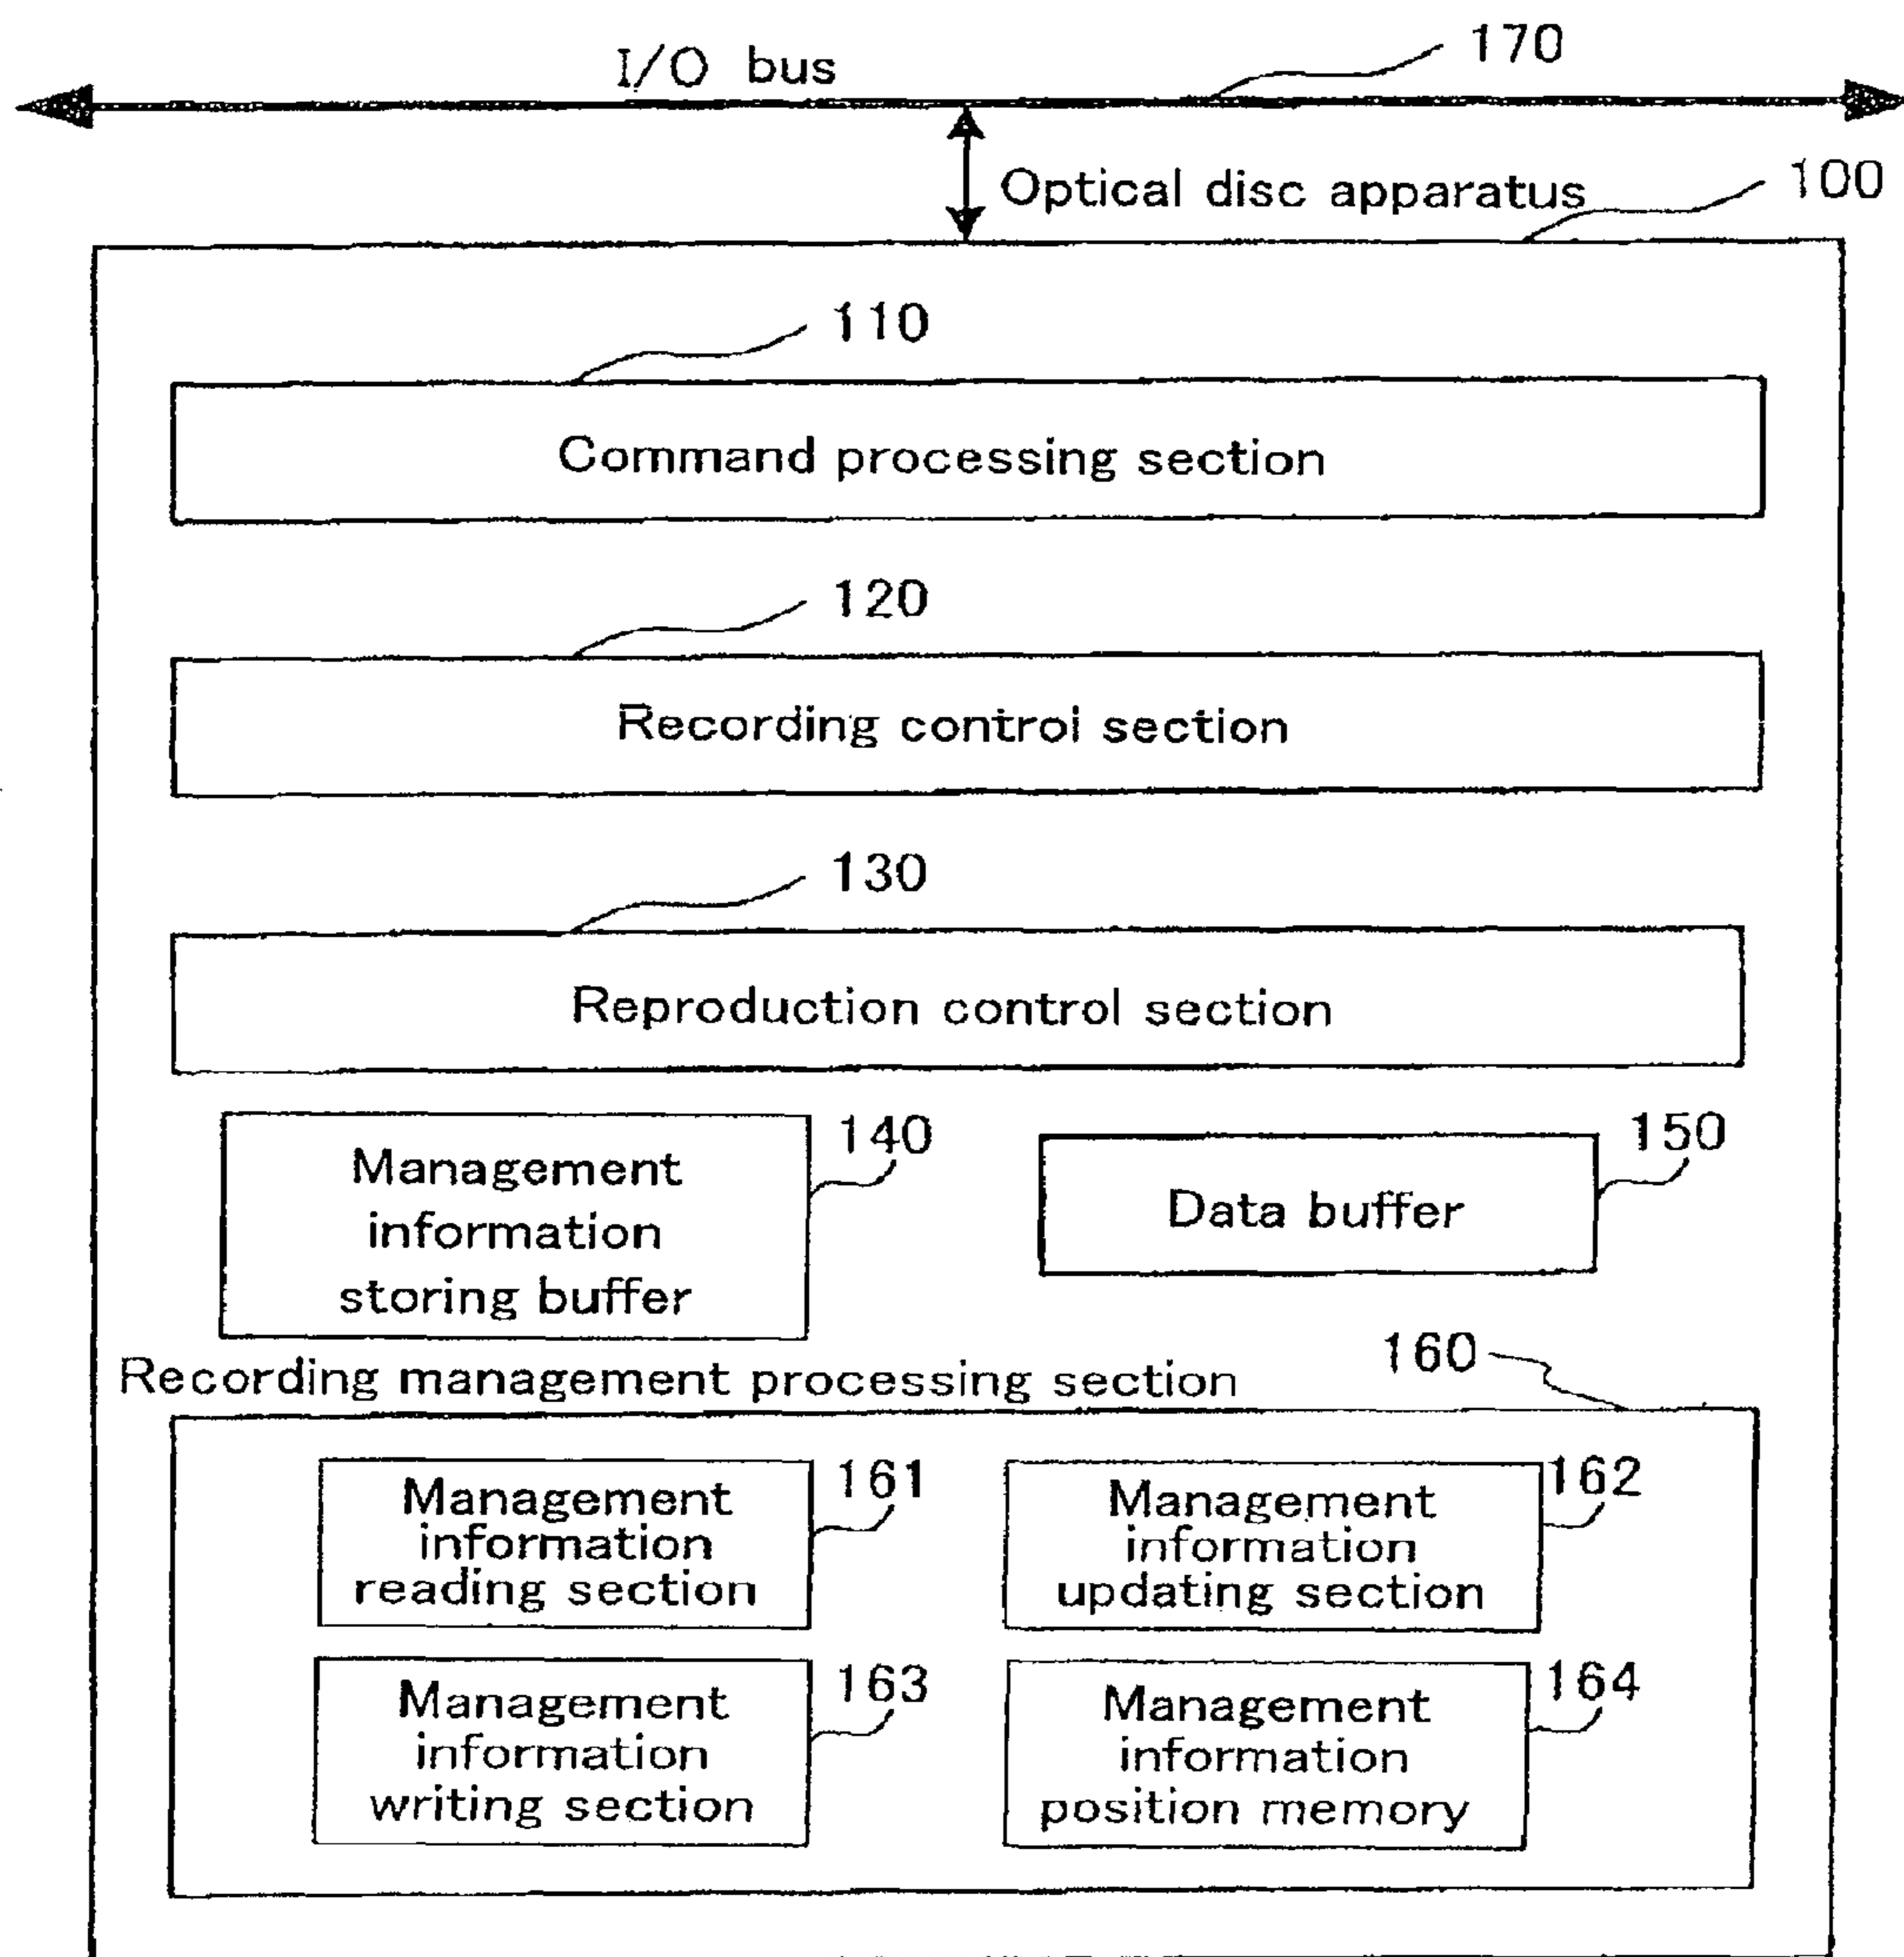 I/O bus
170
Optical disc apparatus
100
110
Command processing section
120
Recording control section
130
Reproduction control section
140
Management
information
storing buffer
150
Data buffer
Recording management processing section
160
Management
information
reading section
161
Management
information
updating section
162
Management
information
writing section
163
Management
information
position memory
164